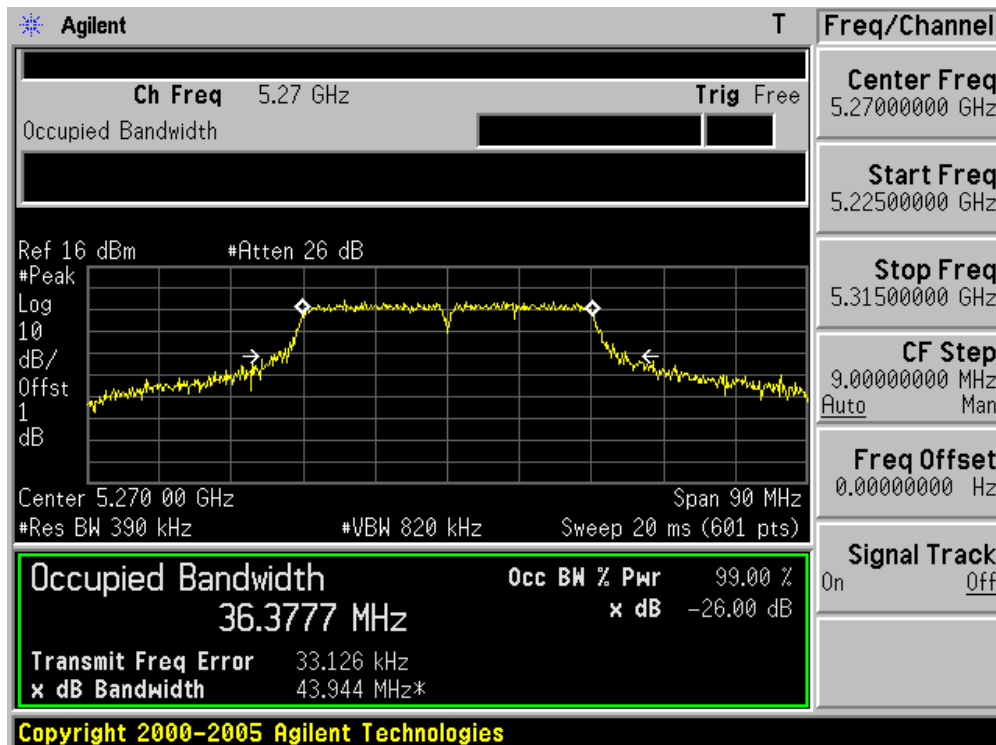 Agilent T
Freq/Channel
Ch Freq 5.27 GHz Trig Free
Occupied Bandwidth
Center Freq
5.27000000 GHz
Start Freq
5.22500000 GHz
Stop Freq
5.31500000 GHz
CF Step
9.00000000 MHz
Auto Man
Freq Offset
0.00000000 Hz
Signal Track
On Off
Ref 16 dBm #Atten 26 dB
#Peak
Log
10
dB/
Offst
1
dB
Center 5.270 00 GHz Span 90 MHz
#Res BW 390 kHz #VBW 820 kHz Sweep 20 ms (601 pts)
Occupied Bandwidth Occ BW % Pwr 99.00 %
36.3777 MHz x dB -26.00 dB
Transmit Freq Error 33.126 kHz
x dB Bandwidth 43.944 MHz*
Copyright 2000-2005 Agilent Technologies